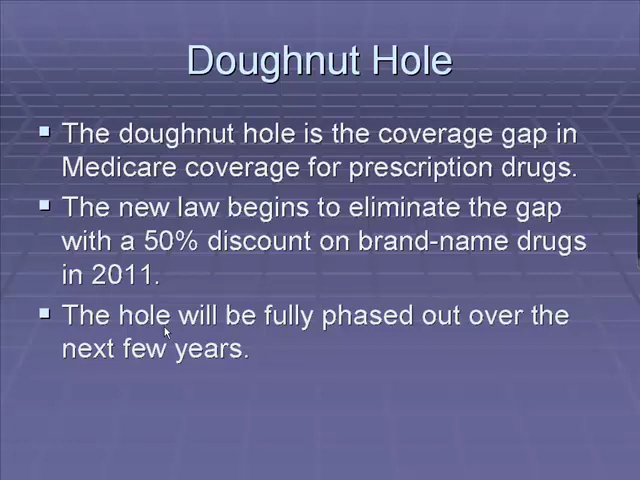 Doughnut Hole
The doughnut hole is the coverage gap in
Medicare coverage for prescription drugs.
The new law begins to eliminate the gap
with a 50% discount on brand-name drugs
in 2011.
The hole will be fully phased out over the
next few years.